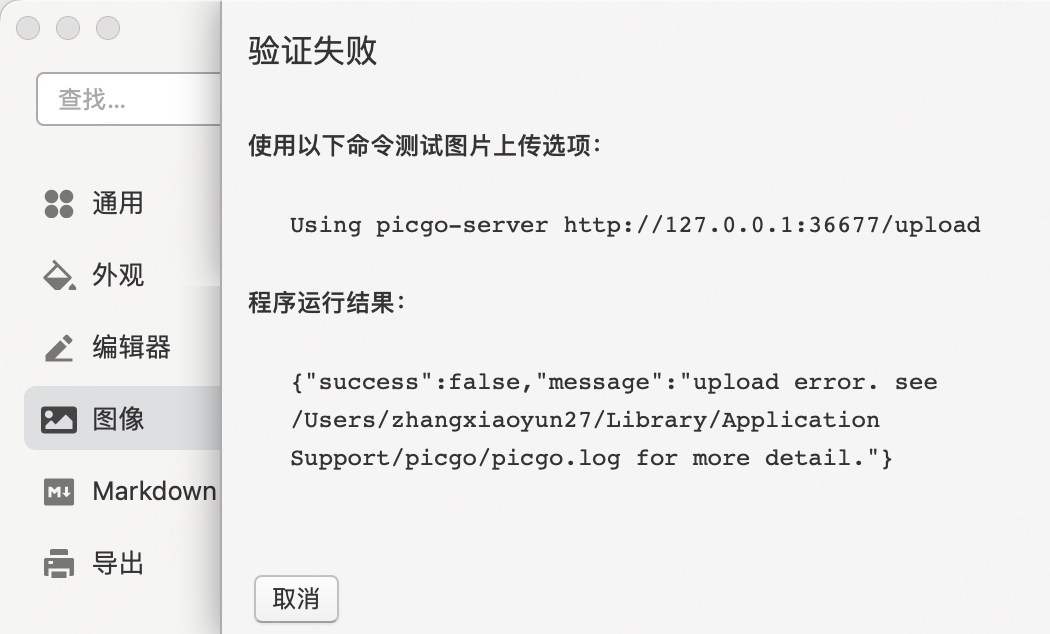 查找...
通用
外观
编辑器
图像
Markdown
导出
验证失败
使用以下命令测试图片上传选项：
Using picgo-server http://127.0.0.1:36677/upload
程序运行结果：
{"success":false,"message":"upload error. see
/Users/zhangxiaoyun27/Library/Application
Support/picgo/picgo.log for more detail."}
取消